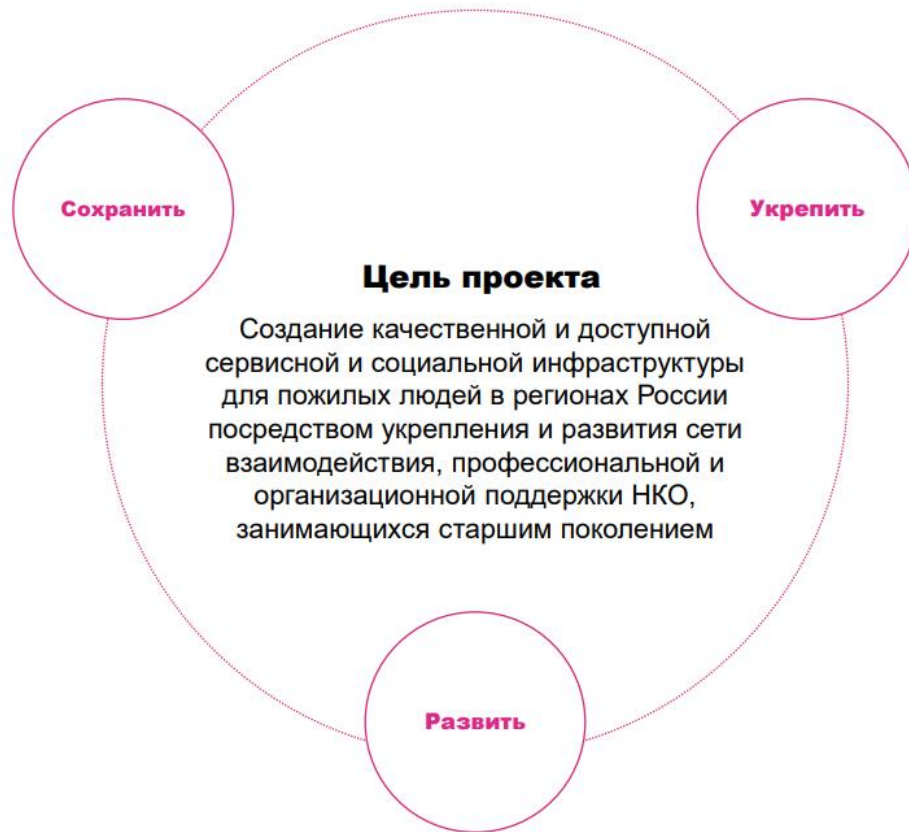 Сохранить
Укрепить
Цель проекта
Создание качественной и доступной
сервисной и социальной инфраструктуры
для пожилых людей в регионах России
посредством укрепления и развития сети
взаимодействия, профессиональной и
организационной поддержки НКО,
занимающихся старшим поколением
Развить